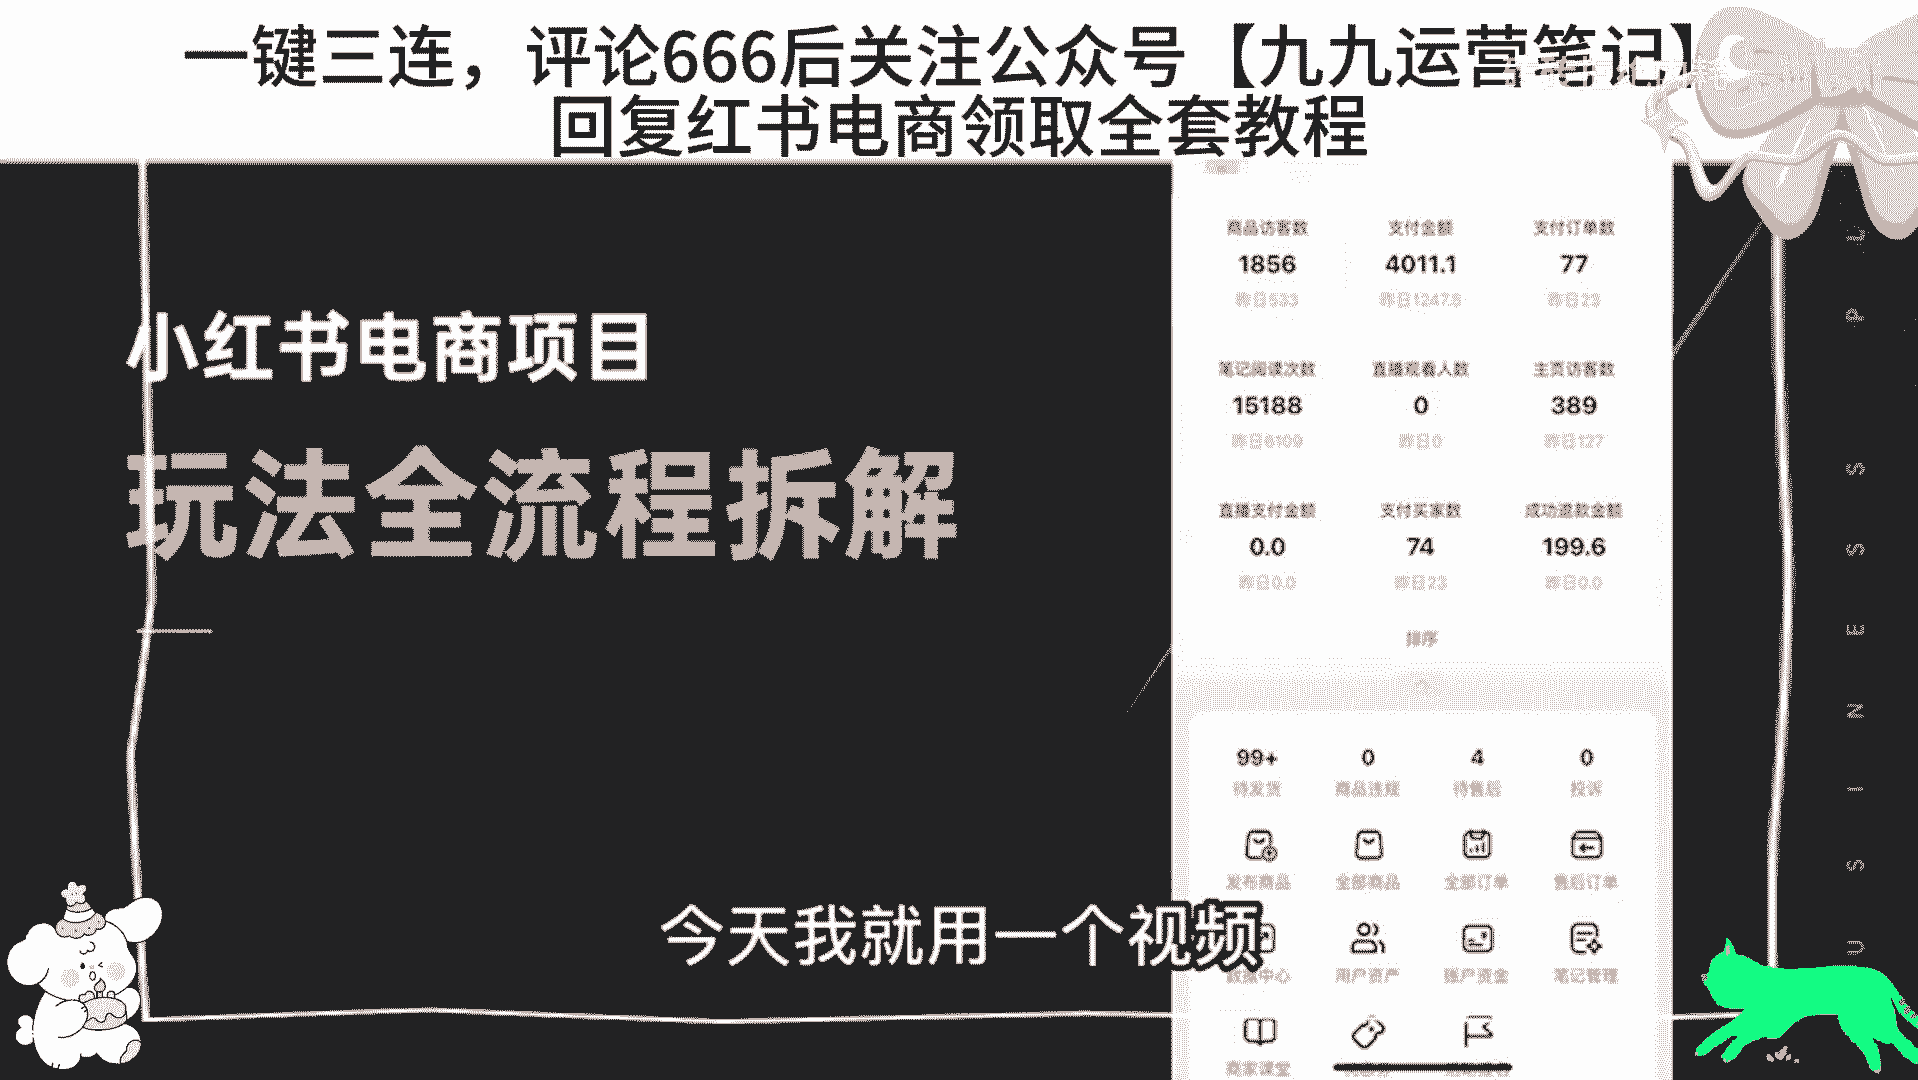 一键三连，评论666后关注公众号【九九运营笔记】
回复红书电商领取全套教程
小红书电商项目
玩法全流程拆解
商品访客数 支付金额 支付订单数
1856 4011.1 77
昨日533 昨日1247.5 昨日23
笔记阅读次数 直播观看人数 主页访客数
15188 0 389
昨日6109 昨日0 昨日127
直播支付金额 支付买家数 成功退款金额
0.0 74 199.6
昨日0.0 昨日23 昨日0.0
排序
99+ 0 4 0
待发货 商品违规 待售后 投诉
发布商品 全部商品 全部订单 售后订单
今天我就用一个视频
数据中心 用户资产 账户资金 笔记管理
商家课堂
U S I N E S S P L